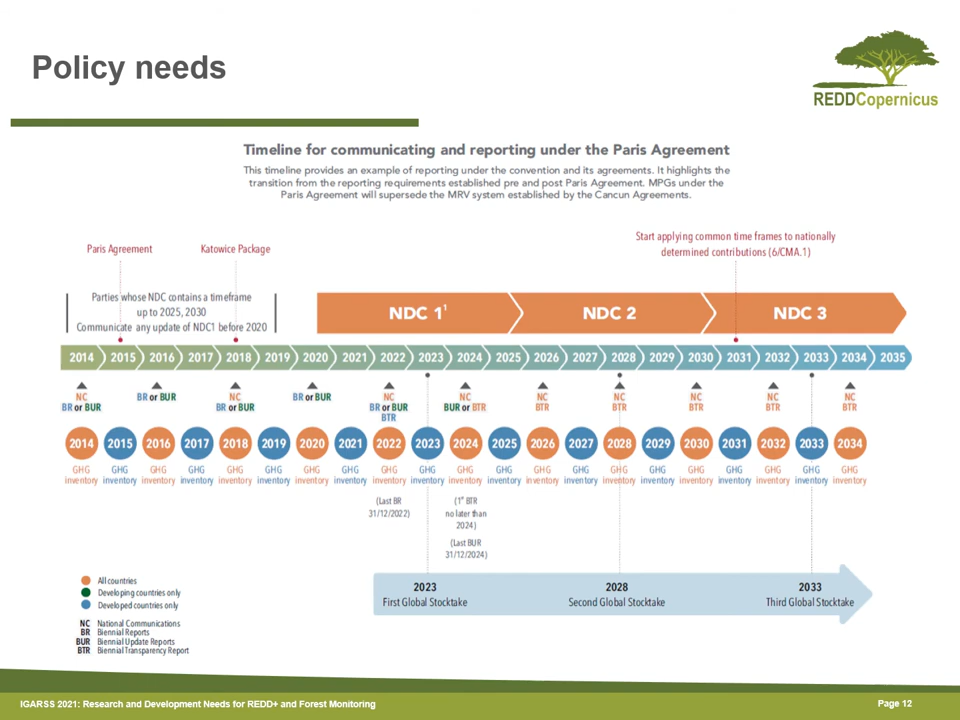 Policy needs
REDDCopernicus
Timeline for communicating and reporting under the Paris Agreement
This timeline provides an example of reporting under the convention and its agreements. It highlights the
transition from the reporting requirements established pre and post Paris Agreement. MPGs under the
Paris Agreement will supersede the MRV system established by the Cancun Agreements.
Paris Agreement
Katowice Package
Start applying common time frames to nationally
determined contributions (6/CMA.1)
Parties whose NDC contains a timeframe
up to 2025, 2030
Communicate any update of NDC1 before 2020
NDC 1¹ NDC 2 NDC 3
2014 2015 2016 2017 2018 2019 2020 2021 2022 2023 2024 2025 2026 2027 2028 2029 2030 2031 2032 2033 2034 2035
NC BR or BUR NC BR or BUR NC NC NC NC NC NC NC
BR or BUR BR or BUR BR or BUR BUR or BTR BTR BTR BTR BTR BTR
BTR
2014 2015 2016 2017 2018 2019 2020 2021 2022 2023 2024 2025 2026 2027 2028 2029 2030 2031 2032 2033 2034
GHG GHG GHG GHG GHG GHG GHG GHG GHG GHG GHG GHG GHG GHG GHG GHG GHG GHG GHG GHG GHG
inventory inventory inventory inventory inventory inventory inventory inventory inventory inventory inventory inventory inventory inventory inventory inventory inventory inventory inventory inventory inventory
(Last BR
31/12/2022)
(1st BTR
no later than
2024)
(Last BUR
31/12/2024)
2023
First Global Stocktake
2028
Second Global Stocktake
2033
Third Global Stocktake
All countries
Developing countries only
Developed countries only
NC National Communications
BR Biennial Reports
BUR Biennial Update Reports
BTR Biennial Transparency Report
IGARSS 2021: Research and Development Needs for REDD+ and Forest Monitoring
Page 12